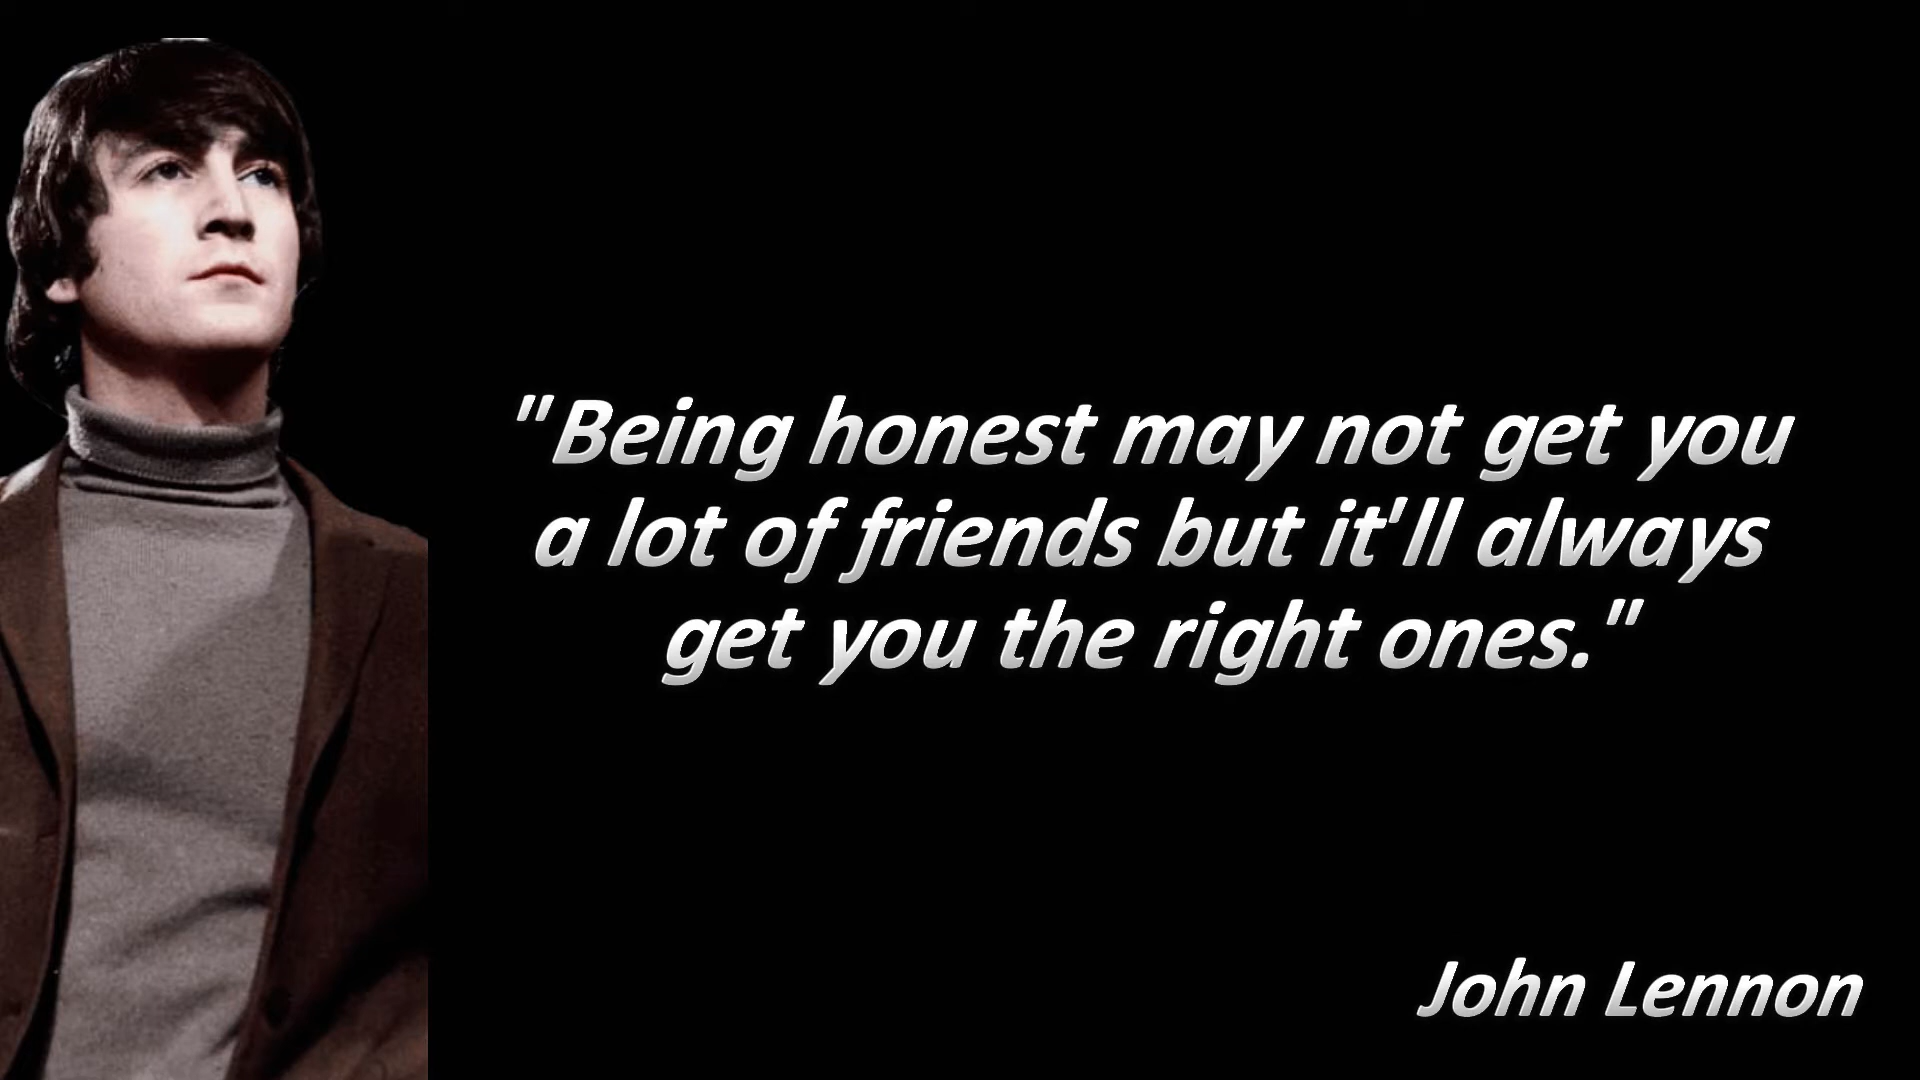 "Being honest may not get you
a lot of friends but it'll always
get you the right ones."
John Lennon